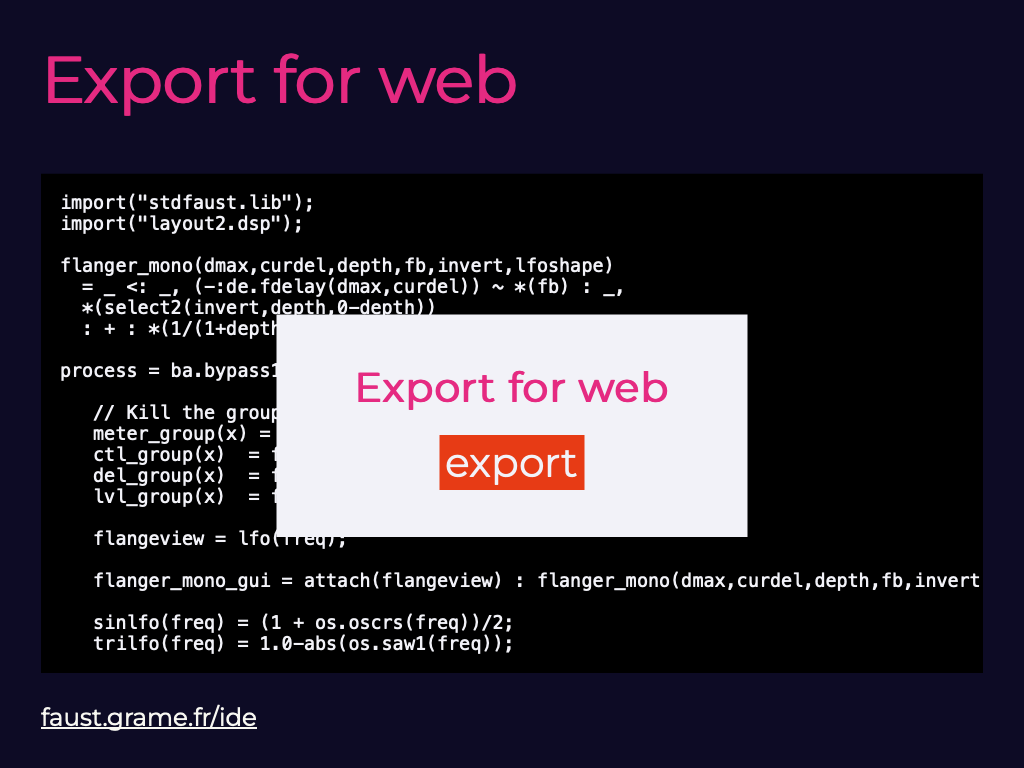 Export for web
import("stdfaust.lib");
import("layout2.dsp");
flanger_mono(dmax,curdel,depth,fb,invert,lfoshape)
= _ <: _, (-:de.fdelay(dmax,curdel)) ~ *(fb) : _,
*(select2(invert,depth,0-depth))
: + : *(1/(1+depth
process = ba.bypass1
// Kill the group
meter_group(x) =
ctl_group(x) =
del_group(x) =
lvl_group(x) =
flangeview = lfo(freq);
flanger_mono_gui = attach(flangeview) : flanger_mono(dmax,curdel,depth,fb,invert
sinlfo(freq) = (1 + os.oscrs(freq))/2;
trilfo(freq) = 1.0-abs(os.saw1(freq));
Export for web
export
faust.grame.fr/ide